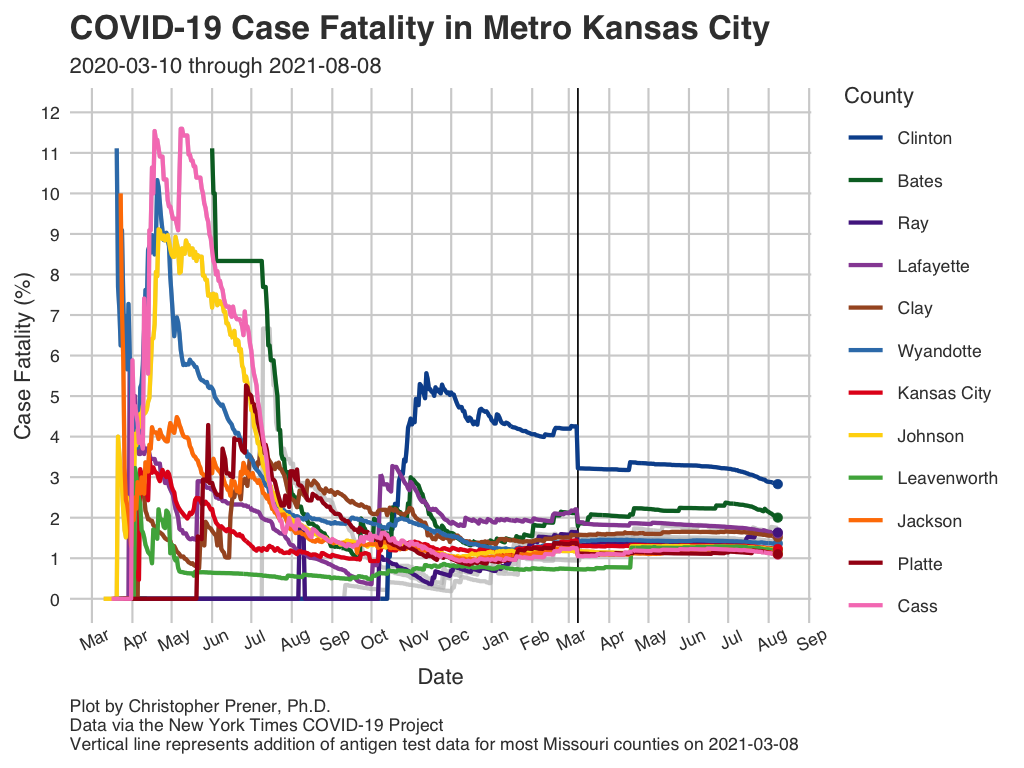 COVID-19 Case Fatality in Metro Kansas City
2020-03-10 through 2021-08-08
Case Fatality (%)
12
11
10
9
8
7
6
5
4
3
2
1
0
Mar Apr May Jun Jul Aug Sep Oct Nov Dec Jan Feb Mar Apr May Jun Jul Aug Sep
Date
County
Clinton
Bates
Ray
Lafayette
Clay
Wyandotte
Kansas City
Johnson
Leavenworth
Jackson
Platte
Cass
Plot by Christopher Prener, Ph.D.
Data via the New York Times COVID-19 Project
Vertical line represents addition of antigen test data for most Missouri counties on 2021-03-08